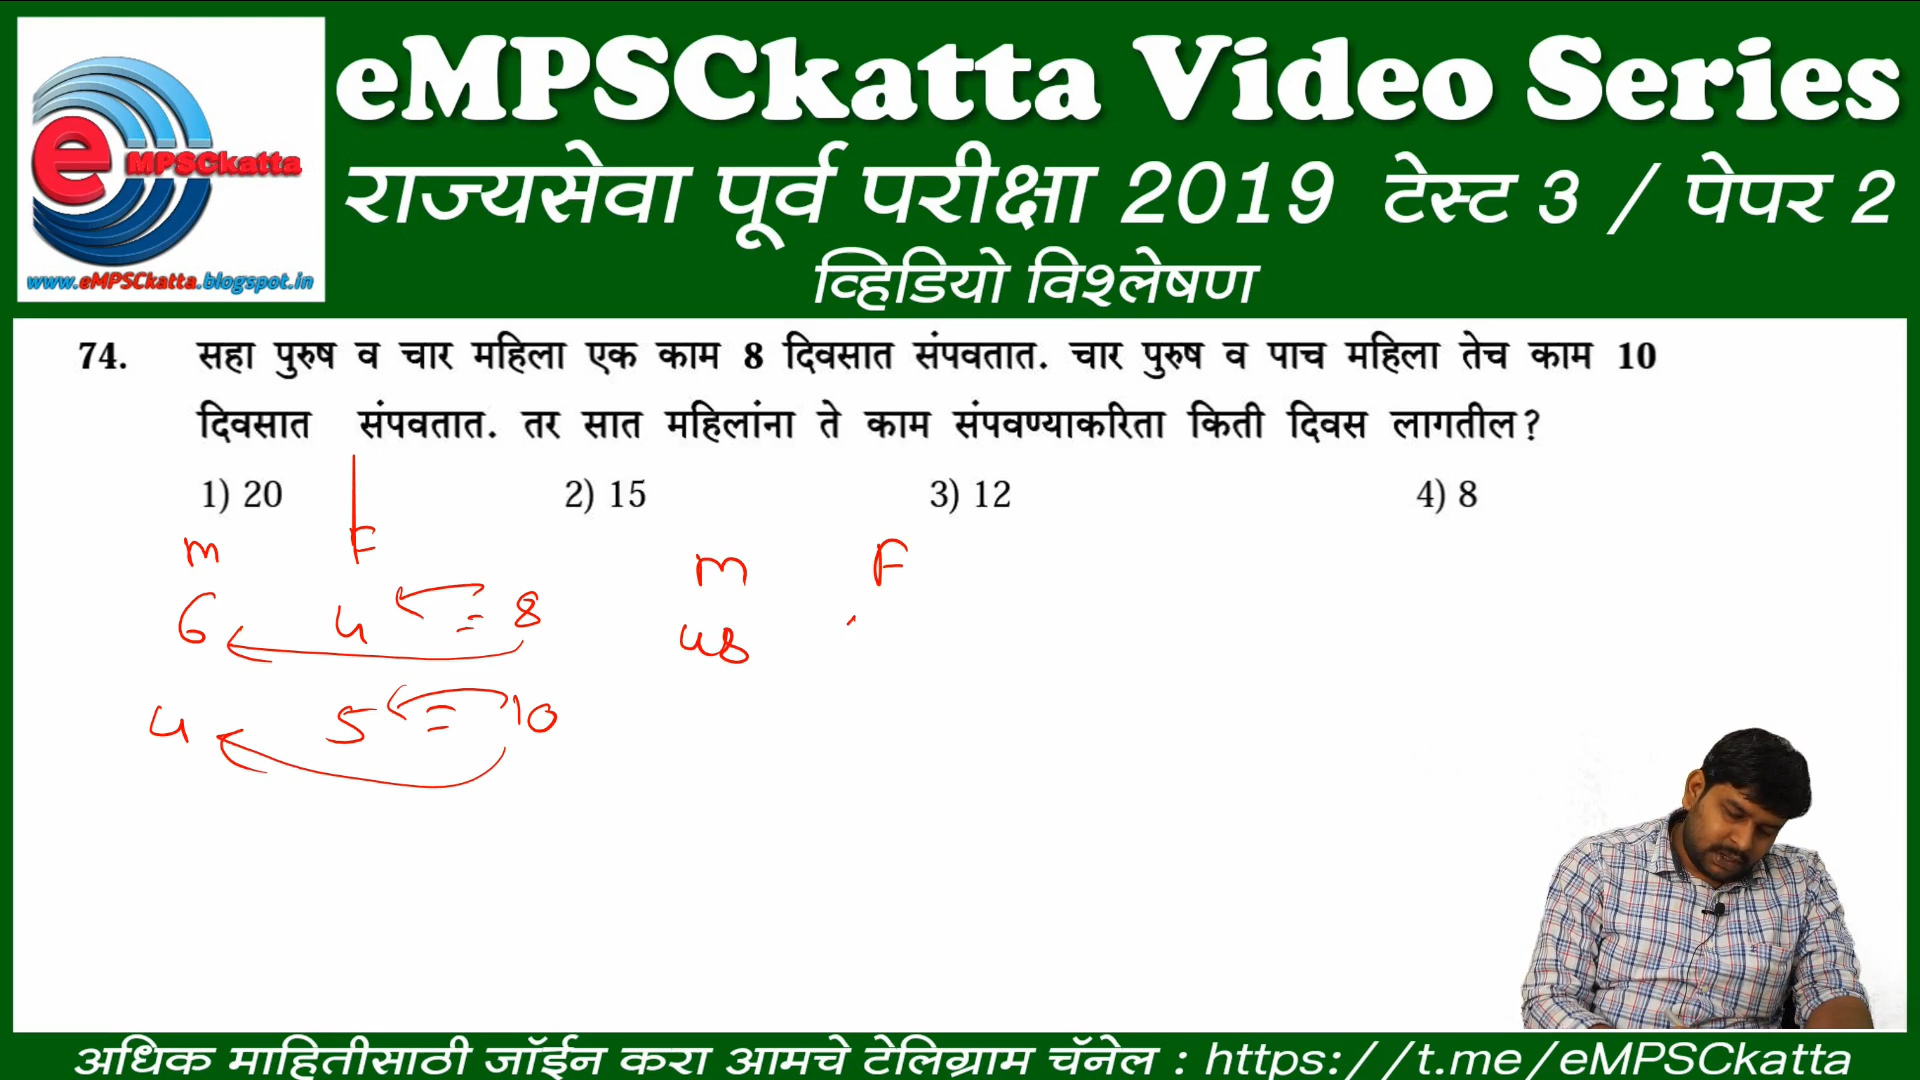 eMPSCkatta Video Series
e MPSCkatta
www.eMPSCkatta.blogspot.in
राज्यसेवा पूर्व परीक्षा 2019 टेस्ट 3 / पेपर 2
व्हिडियो विश्लेषण
74. सहा पुरुष व चार महिला एक काम 8 दिवसात संपवतात. चार पुरुष व पाच महिला तेच काम 10
दिवसात संपवतात. तर सात महिलांना ते काम संपवण्याकरिता किती दिवस लागतील?
1) 20 2) 15 3) 12 4) 8
m F m F
6 4 = 8 48
4 5 = 10
अधिक माहितीसाठी जॉईन करा आमचे टेलिग्राम चॅनेल : https://t.me/eMPSCkatta